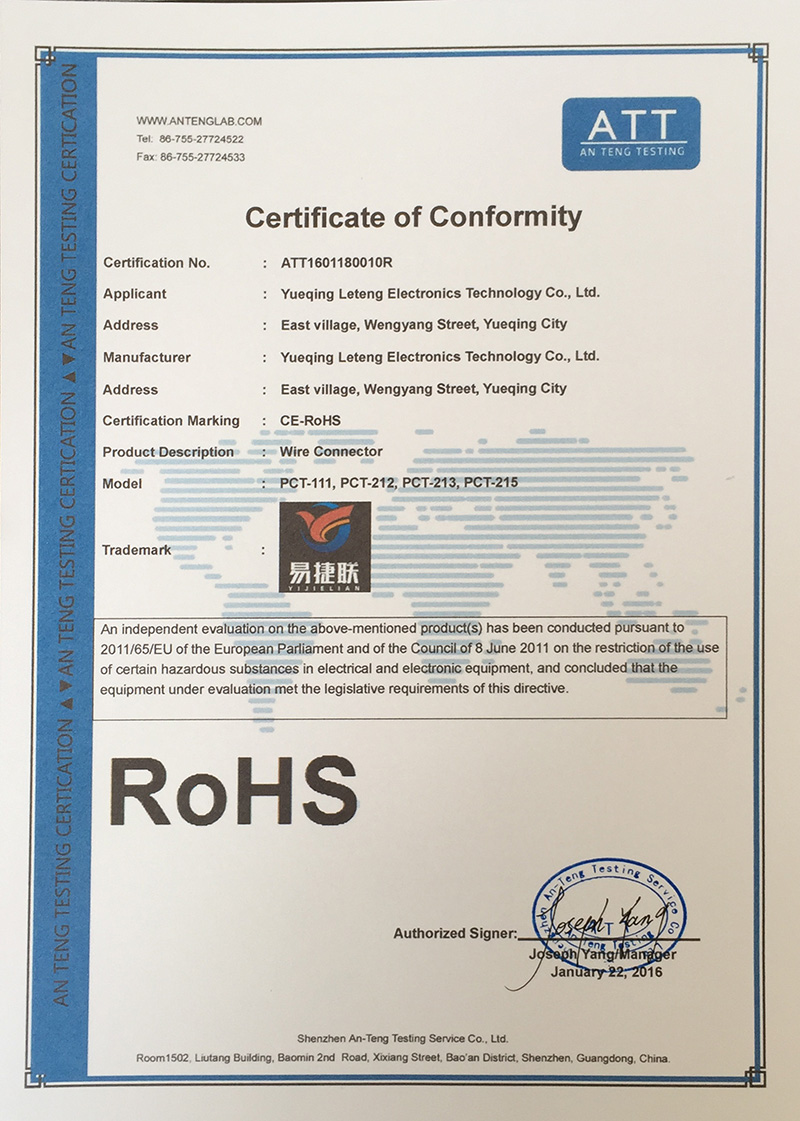 WWW.ANTENGLAB.COM
Tel: 86-755-27724522
Fax: 86-755-27724533
ATT
AN TENG TESTING
Certificate of Conformity
Certification No. : ATT1601180010R
Applicant : Yueqing Leteng Electronics Technology Co., Ltd.
Address : East village, Wengyang Street, Yueqing City
Manufacturer : Yueqing Leteng Electronics Technology Co., Ltd.
Address : East village, Wengyang Street, Yueqing City
Certification Marking : CE-RoHS
Product Description : Wire Connector
Model : PCT-111, PCT-212, PCT-213, PCT-215
Trademark :
易捷联
YIJIELIAN
An independent evaluation on the above-mentioned product(s) has been conducted pursuant to
2011/65/EU of the European Parliament and of the Council of 8 June 2011 on the restriction of the use
of certain hazardous substances in electrical and electronic equipment, and concluded that the
equipment under evaluation met the legislative requirements of this directive.
RoHS
An-Teng Testing Service Co
Joseph Yang
An Teng Testing
Authorized Signer:
Joseph Yang/Manager
January 22, 2016
Shenzhen An-Teng Testing Service Co., Ltd.
Room1502, Liutang Building, Baomin 2nd Road, Xixiang Street, Bao'an District, Shenzhen, Guangdong, China.
AN TENG TESTING CERTICATION ▲▼AN TENG TESTING CERTICATION ▲▼AN TENG TESTING CERTICATION